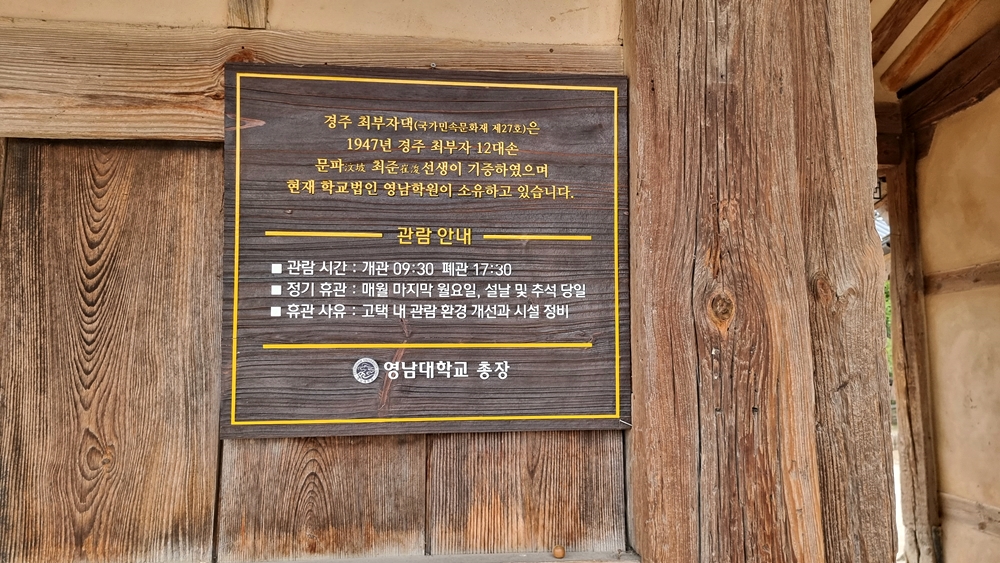 경주 최부자댁(국가민속문화재 제27호)은
1947년 경주 최부자 12대손
문파汶坡 최준崔浚선생이 기증하였으며
현재 학교법인 영남학원이 소유하고 있습니다.
관람 안내
■ 관람 시간 : 개관 09:30 폐관 17:30
■ 정기 휴관 : 매월 마지막 월요일, 설날 및 추석 당일
■ 휴관 사유 : 고택 내 관람 환경 개선과 시설 정비
영남대학교 총장